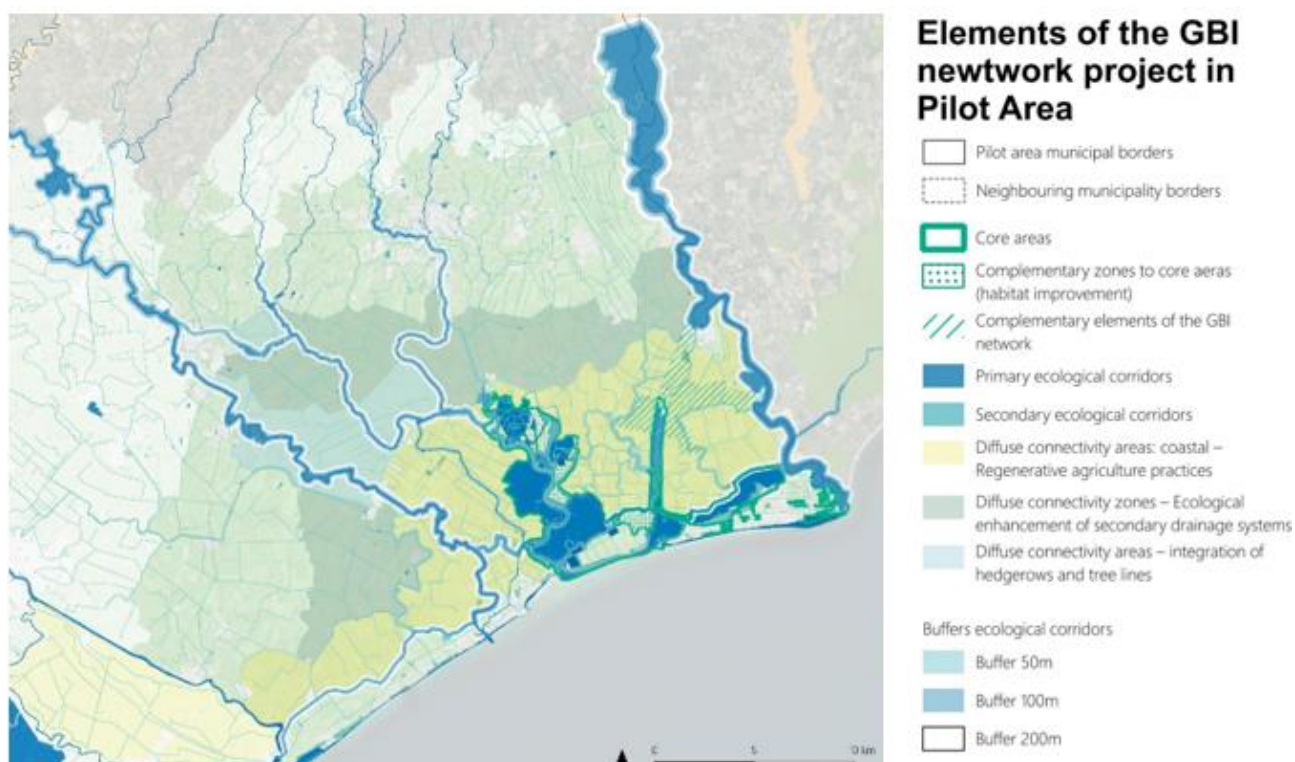 Elements of the GBI
newtwork project in
Pilot Area
Pilot area municipal borders
Neighbouring municipality borders
Core areas
Complementary zones to core aeras
(habitat improvement)
Complementary elements of the GBI
network
Primary ecological corridors
Secondary ecological corridors
Diffuse connectivity areas: coastal –
Regenerative agriculture practices
Diffuse connectivity zones – Ecological
enhancement of secondary drainage systems
Diffuse connectivity areas – integration of
hedgerows and tree lines
Buffers ecological corridors
Buffer 50m
Buffer 100m
Buffer 200m
0 5 0 km